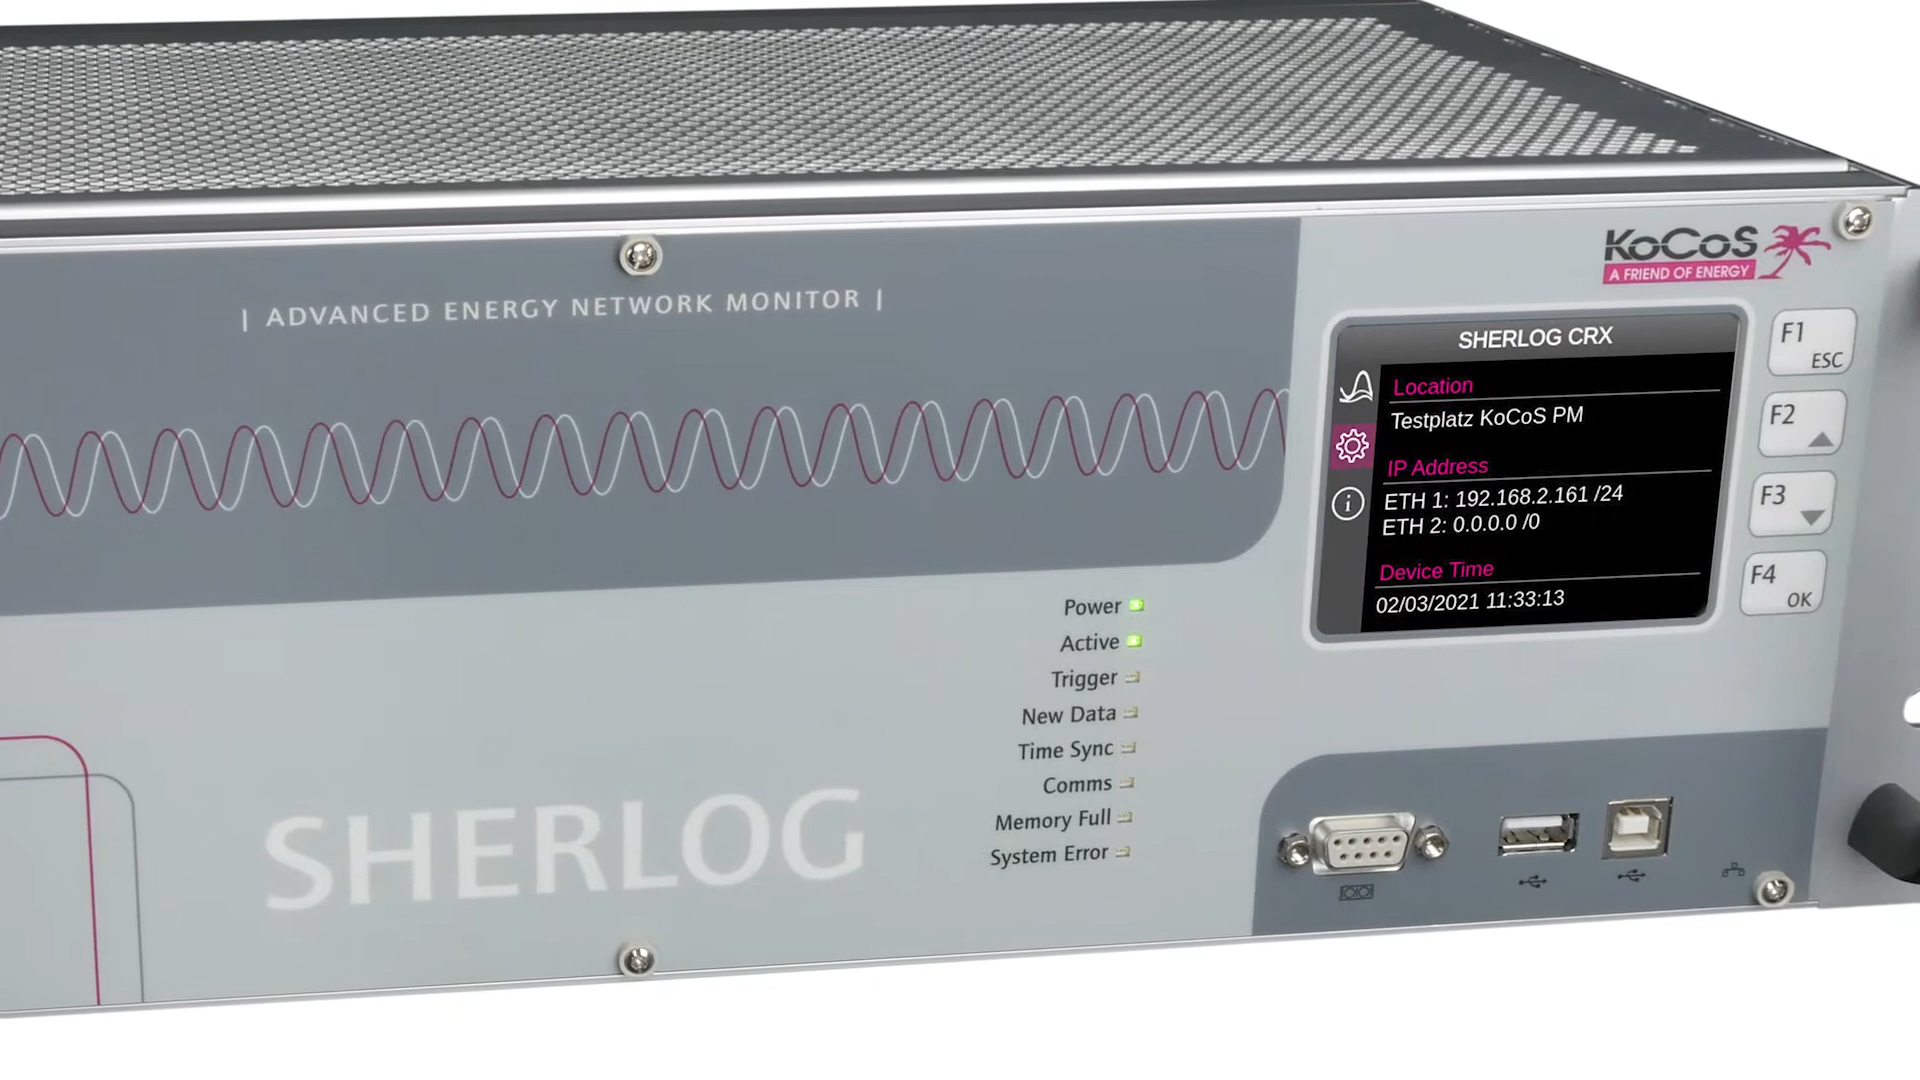 | ADVANCED ENERGY NETWORK MONITOR |
KoCoS
A FRIEND OF ENERGY
SHERLOG CRX
Location
Testplatz KoCoS PM
IP Address
ETH 1: 192.168.2.161 /24
ETH 2: 0.0.0.0 /0
Device Time
02/03/2021 11:33:13
F1
ESC
F2
F3
F4
OK
Power
Active
Trigger
New Data
Time Sync
Comms
Memory Full
System Error
SHERLOG